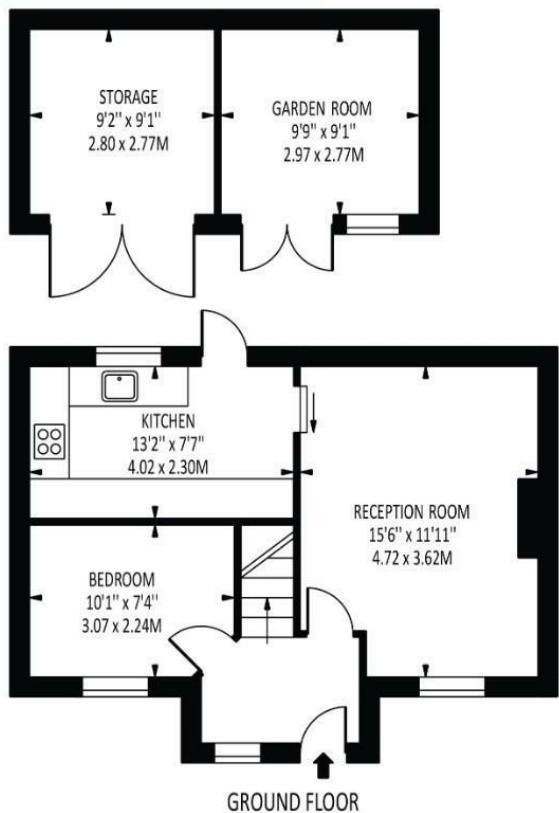 STORAGE
9'2" x 9'1"
2.80 x 2.77M
GARDEN ROOM
9'9" x 9'1"
2.97 x 2.77M
KITCHEN
13'2" x 7'7"
4.02 x 2.30M
RECEPTION ROOM
15'6" x 11'11"
4.72 x 3.62M
BEDROOM
10'1" x 7'4"
3.07 x 2.24M
GROUND FLOOR